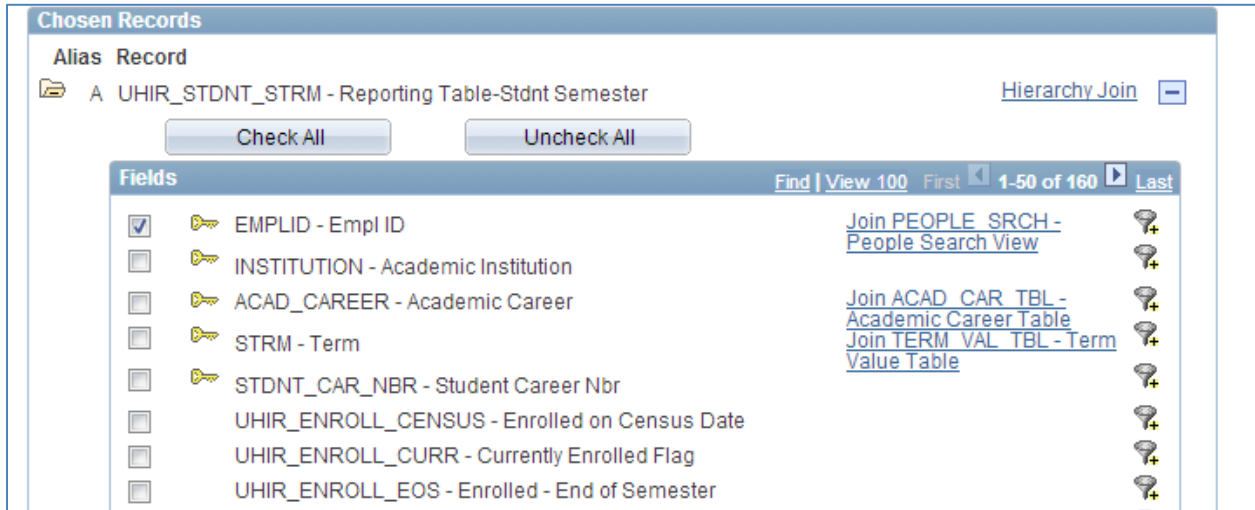 Chosen Records
Alias Record
A UHIR_STDNT_STRM - Reporting Table-Stdnt Semester Hierarchy Join
Check All Uncheck All
Fields Find | View 100 First 1-50 of 160 Last
EMPLID - Empl ID Join PEOPLE_SRCH -
People Search View
INSTITUTION - Academic Institution
ACAD_CAREER - Academic Career Join ACAD_CAR_TBL -
Academic Career Table
STRM - Term Join TERM_VAL_TBL - Term
Value Table
STDNT_CAR_NBR - Student Career Nbr
UHIR_ENROLL_CENSUS - Enrolled on Census Date
UHIR_ENROLL_CURR - Currently Enrolled Flag
UHIR_ENROLL_EOS - Enrolled - End of Semester